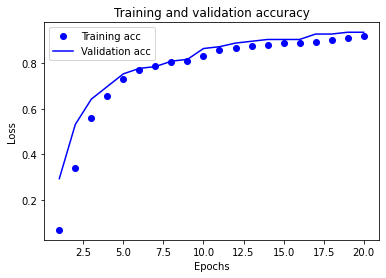 Training and validation accuracy
Training acc
Validation acc
Loss
0.8
0.6
0.4
0.2
2.5 5.0 7.5 10.0 12.5 15.0 17.5 20.0
Epochs